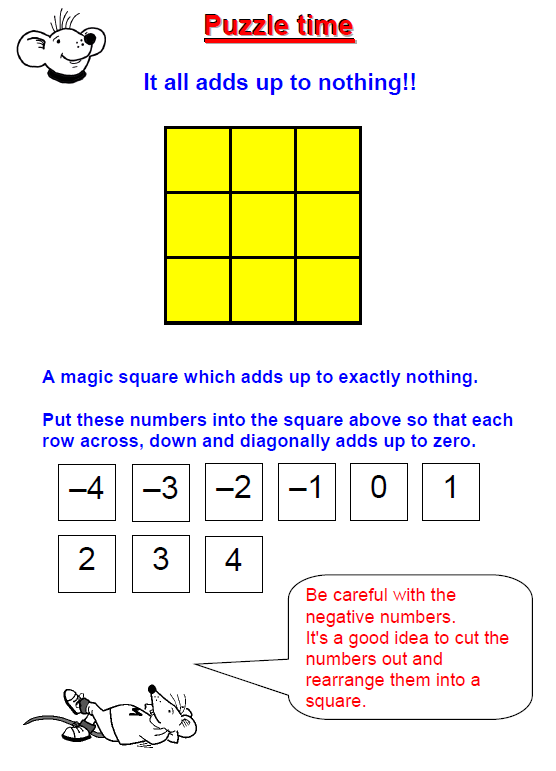 Puzzle time
It all adds up to nothing!!
A magic square which adds up to exactly nothing.
Put these numbers into the square above so that each
row across, down and diagonally adds up to zero.
–4 –3 –2 –1 0 1
2 3 4
Be careful with the
negative numbers.
It's a good idea to cut the
numbers out and
rearrange them into a
square.